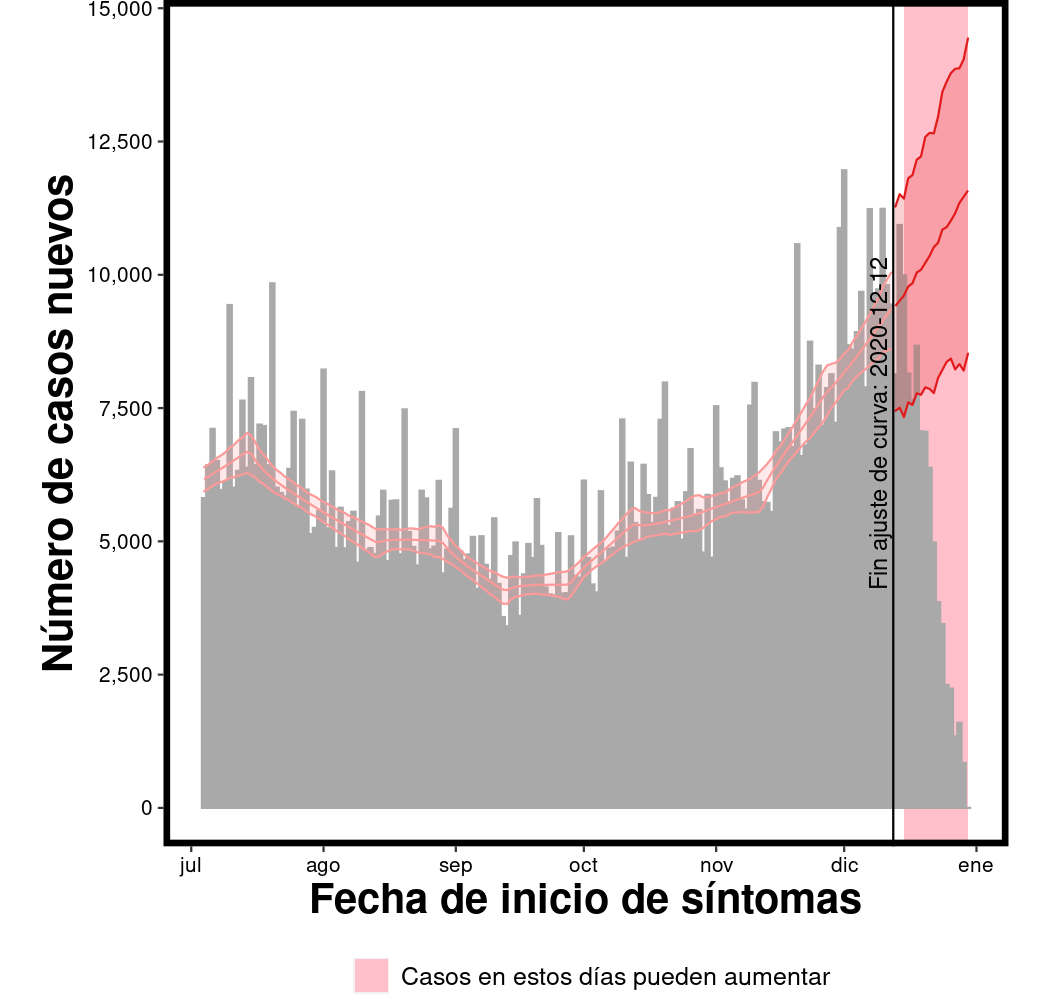 15,000
12,500
10,000
7,500
5,000
2,500
0
Número de casos nuevos
Fin ajuste de curva: 2020-12-12
jul ago sep oct nov dic ene
Fecha de inicio de síntomas
Casos en estos días pueden aumentar